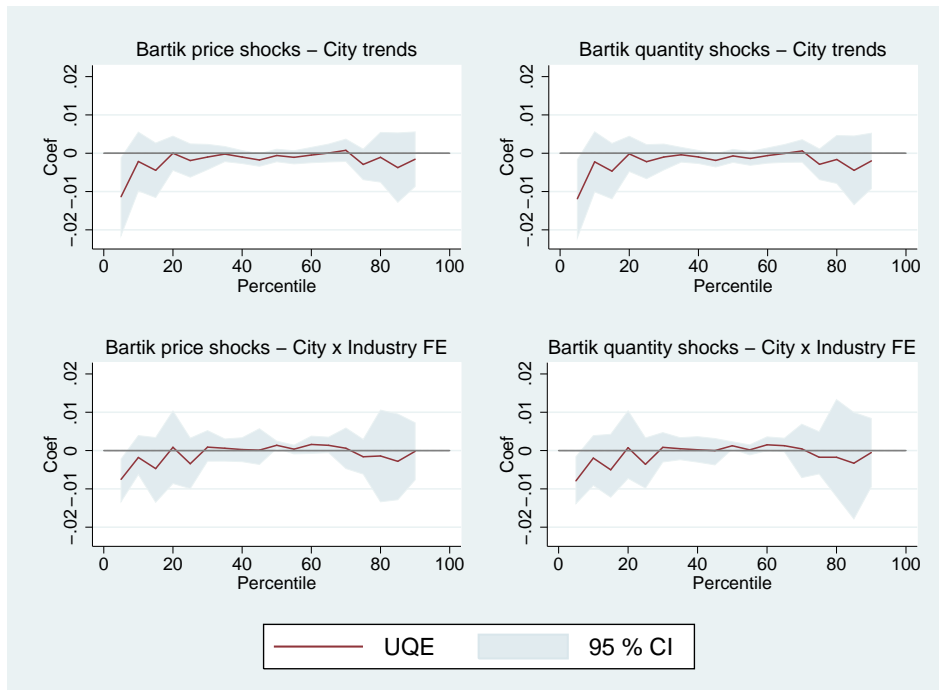 Bartik price shocks – City trends
Coef
.02
.01
0
−.01
−.02
0 20 40 60 80 100
Percentile
Bartik quantity shocks – City trends
Coef
.02
.01
0
−.01
−.02
0 20 40 60 80 100
Percentile
Bartik price shocks – City x Industry FE
Coef
.02
.01
0
−.01
−.02
0 20 40 60 80 100
Percentile
Bartik quantity shocks – City x Industry FE
Coef
.02
.01
0
−.01
−.02
0 20 40 60 80 100
Percentile
UQE 95 % CI